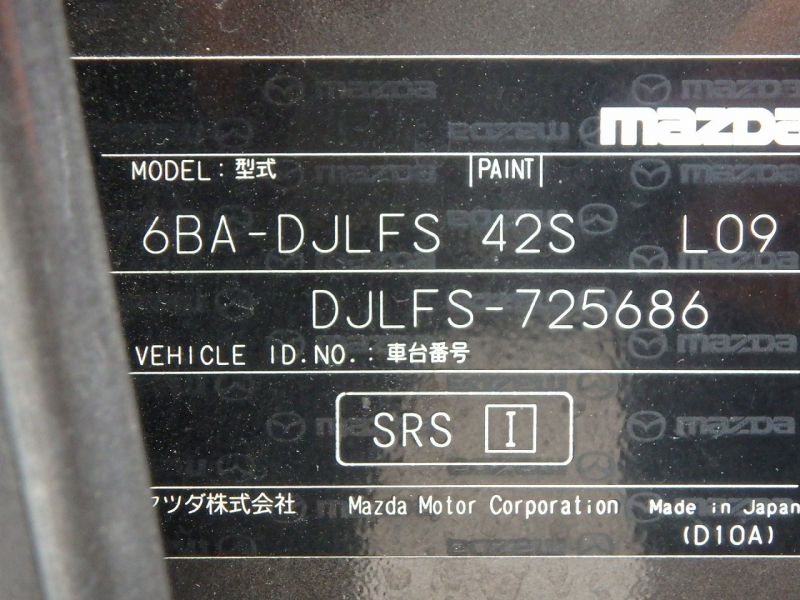 mazda
MODEL : 型式 PAINT
6BA-DJLFS 42S L09
DJLFS-725686
VEHICLE ID.NO. : 車台番号
SRS I
ツダ株式会社 Mazda Motor Corporation Made in Japan
(D10A)